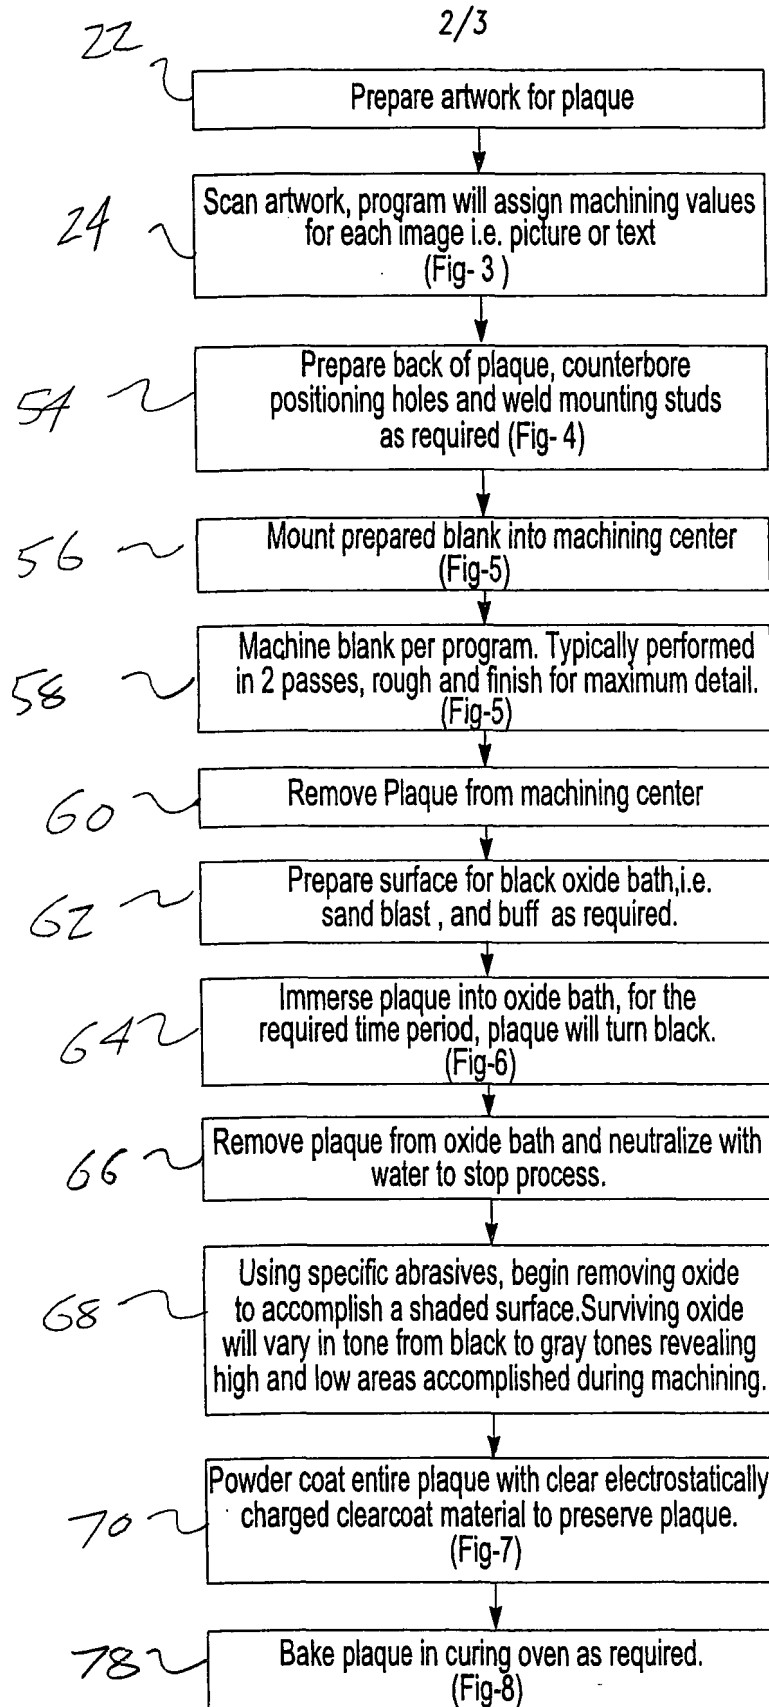 2/3
22
Prepare artwork for plaque
24
Scan artwork, program will assign machining values
for each image i.e. picture or text
(Fig- 3 )
54
Prepare back of plaque, counterbore
positioning holes and weld mounting studs
as required (Fig- 4)
56
Mount prepared blank into machining center
(Fig-5)
58
Machine blank per program. Typically performed
in 2 passes, rough and finish for maximum detail.
(Fig-5)
60
Remove Plaque from machining center
62
Prepare surface for black oxide bath,i.e.
sand blast , and buff as required.
64
Immerse plaque into oxide bath, for the
required time period, plaque will turn black.
(Fig-6)
66
Remove plaque from oxide bath and neutralize with
water to stop process.
68
Using specific abrasives, begin removing oxide
to accomplish a shaded surface.Surviving oxide
will vary in tone from black to gray tones revealing
high and low areas accomplished during machining.
70
Powder coat entire plaque with clear electrostatically
charged clearcoat material to preserve plaque.
(Fig-7)
78
Bake plaque in curing oven as required.
(Fig-8)